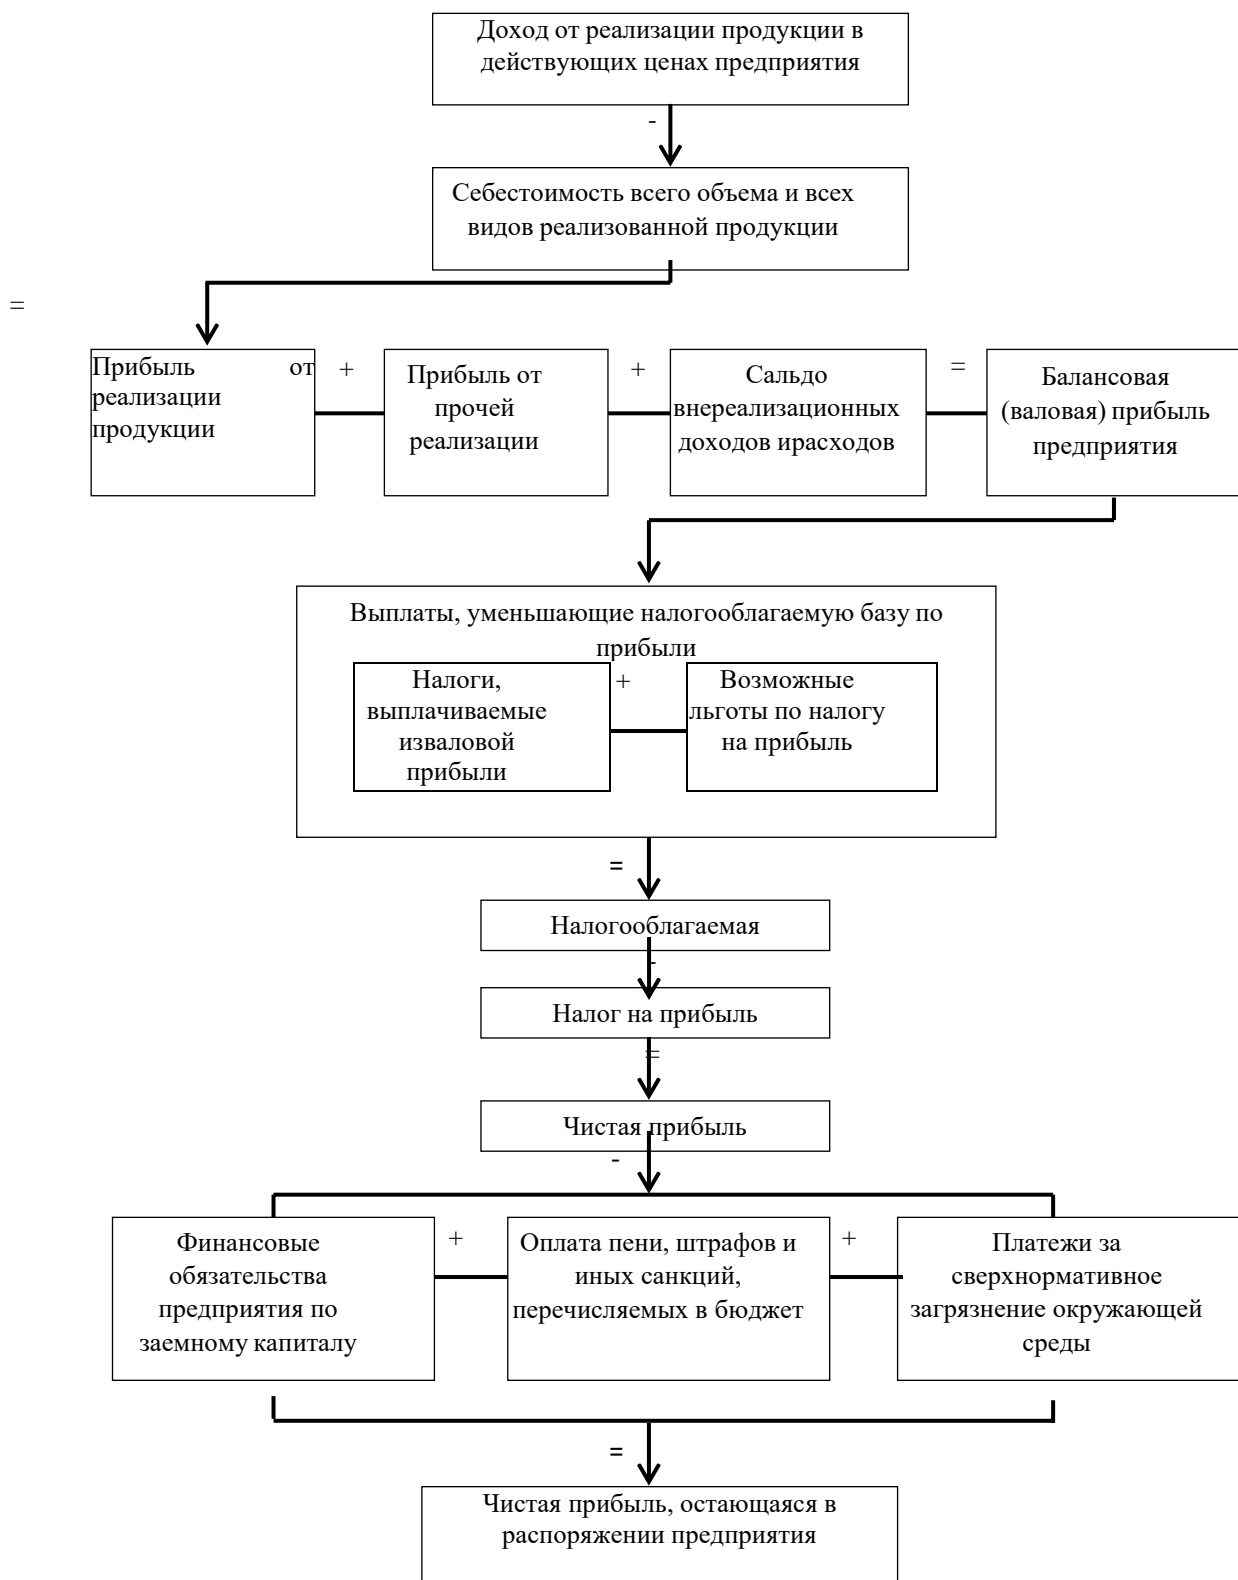 Доход от реализации продукции в
действующих ценах предприятия
-
Себестоимость всего объема и всех
видов реализованной продукции
=
Прибыль от
реализации
продукции
+
Прибыль от
прочей
реализации
+
Сальдо
внереализационных
доходов ирасходов
=
Балансовая
(валовая) прибыль
предприятия
Выплаты, уменьшающие налогооблагаемую базу по
прибыли
Налоги,
выплачиваемые
изваловой
прибыли
+
Возможные
льготы по налогу
на прибыль
=
Налогооблагаемая
-
Налог на прибыль
=
Чистая прибыль
-
Финансовые
обязательства
предприятия по
заемному капиталу
+
Оплата пени, штрафов и
иных санкций,
перечисляемых в бюджет
+
Платежи за
сверхнормативное
загрязнение окружающей
среды
=
Чистая прибыль, остающаяся в
распоряжении предприятия